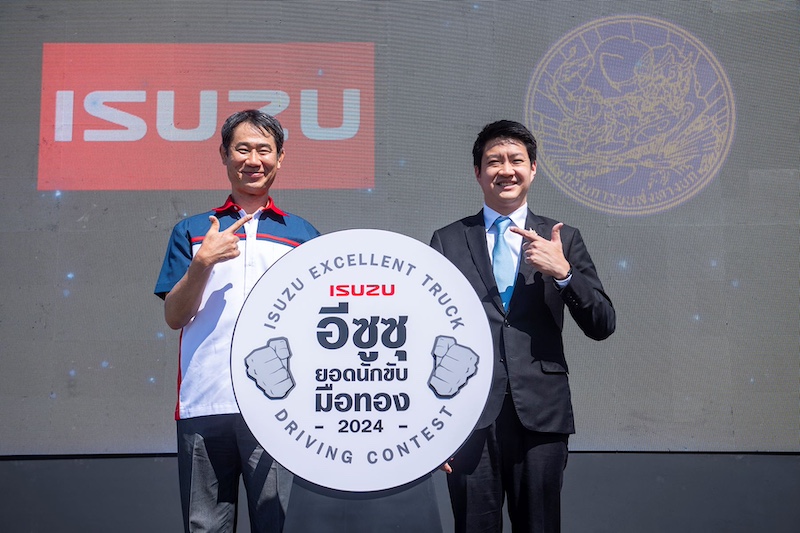 ISUZU
ISUZU EXCELLENT TRUCK
ISUZU
อีซูซุ
ยอดนักขับ
มือทอง
- 2024 -
DRIVING CONTEST